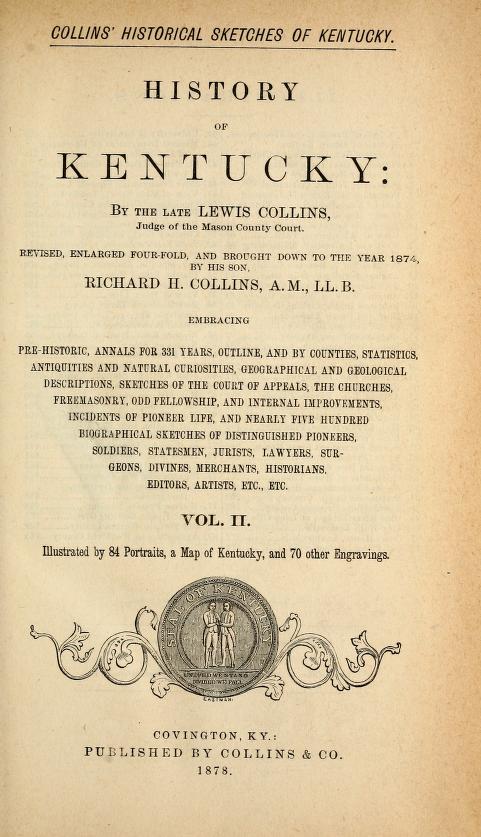 COLLINS' HISTORICAL SKETCHES OF KENTUCKY.
HISTORY
OF
KENTUCKY:
BY THE LATE LEWIS COLLINS,
Judge of the Mason County Court.
REVISED, ENLARGED FOUR-FOLD, AND BROUGHT DOWN TO THE YEAR 1874,
BY HIS SON,
RICHARD H. COLLINS, A.M., LL.B.
EMBRACING
PRE-HISTORIC, ANNALS FOR 331 YEARS, OUTLINE, AND BY COUNTIES, STATISTICS,
ANTIQUITIES AND NATURAL CURIOSITIES, GEOGRAPHICAL AND GEOLOGICAL
DESCRIPTIONS, SKETCHES OF THE COURT OF APPEALS, THE CHURCHES,
FREEMASONRY, ODD FELLOWSHIP, AND INTERNAL IMPROVEMENTS,
INCIDENTS OF PIONEER LIFE, AND NEARLY FIVE HUNDRED
BIOGRAPHICAL SKETCHES OF DISTINGUISHED PIONEERS,
SOLDIERS, STATESMEN, JURISTS, LAWYERS, SUR-
GEONS, DIVINES, MERCHANTS, HISTORIANS,
EDITORS, ARTISTS, ETC., ETC.
VOL. II.
Illustrated by 84 Portraits, a Map of Kentucky, and 70 other Engravings.
SEAL OF KENTUCKY
UNITED WE STAND
DIVIDED WE FALL
EASTMAN.
COVINGTON, KY.:
PUBLISHED BY COLLINS & CO.
1878.